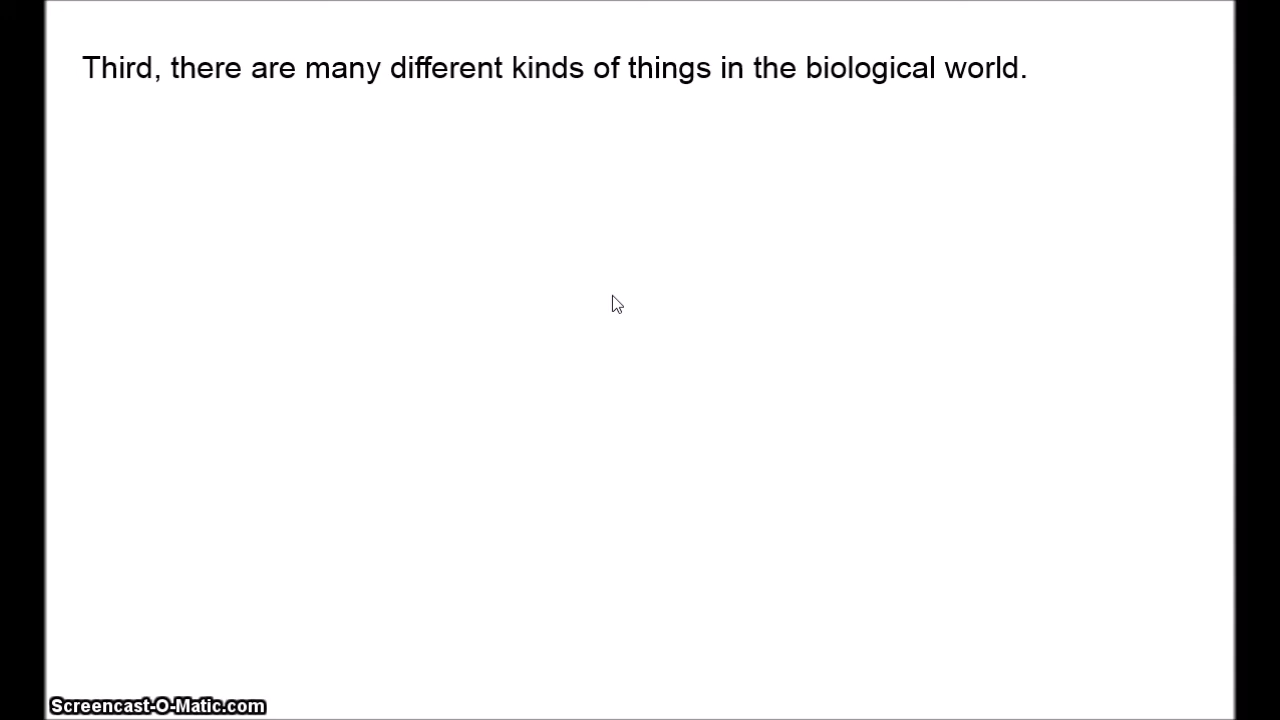 Third, there are many different kinds of things in the biological world.
Screencast-O-Matic.com